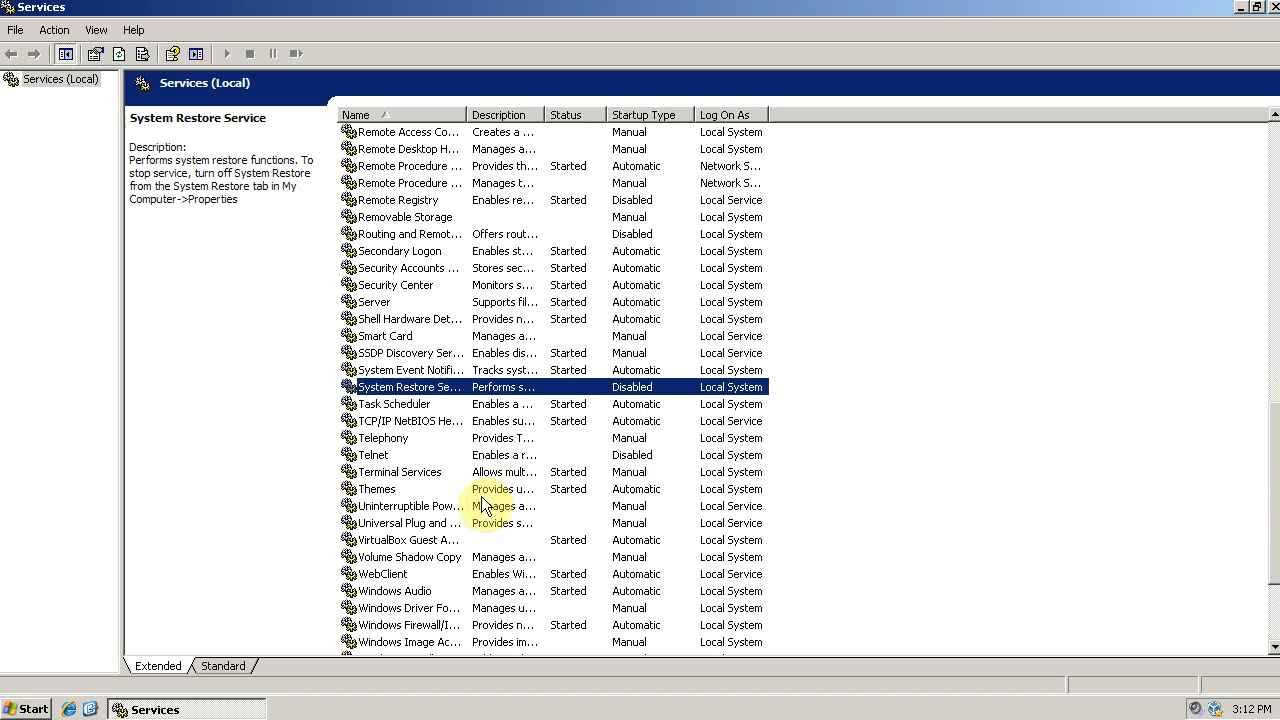 Services
File Action View Help
Services (Local)
Services (Local)
System Restore Service
Description:
Performs system restore functions. To
stop service, turn off System Restore
from the System Restore tab in My
Computer->Properties
Name Description Status Startup Type Log On As
Remote Access Co... Creates a ... Manual Local System
Remote Desktop H... Manages a... Manual Local System
Remote Procedure ... Provides th... Started Automatic Network S...
Remote Procedure ... Manages t... Manual Network S...
Remote Registry Enables re... Started Disabled Local Service
Removable Storage Manual Local System
Routing and Remot... Offers rout... Disabled Local System
Secondary Logon Enables st... Started Automatic Local System
Security Accounts ... Stores sec... Started Automatic Local System
Security Center Monitors s... Started Automatic Local System
Server Supports fil... Started Automatic Local System
Shell Hardware Det... Provides n... Started Automatic Local System
Smart Card Manages a... Manual Local Service
SSDP Discovery Ser... Enables dis... Started Manual Local Service
System Event Notifi... Tracks syst... Started Automatic Local System
System Restore Se... Performs s... Disabled Local System
Task Scheduler Enables a ... Started Automatic Local System
TCP/IP NetBIOS He... Enables su... Started Automatic Local Service
Telephony Provides T... Manual Local System
Telnet Enables a r... Disabled Local System
Terminal Services Allows mult... Started Manual Local System
Themes Provides u... Started Automatic Local System
Uninterruptible Pow... Manages a... Manual Local Service
Universal Plug and ... Provides s... Manual Local Service
VirtualBox Guest A... Started Automatic Local System
Volume Shadow Copy Manages a... Manual Local System
WebClient Enables Wi... Started Automatic Local Service
Windows Audio Manages a... Started Automatic Local System
Windows Driver Fo... Manages u... Manual Local System
Windows Firewall/I... Provides n... Started Automatic Local System
Windows Image Ac... Provides im... Manual Local System
Extended Standard
Start Services 3:12 PM